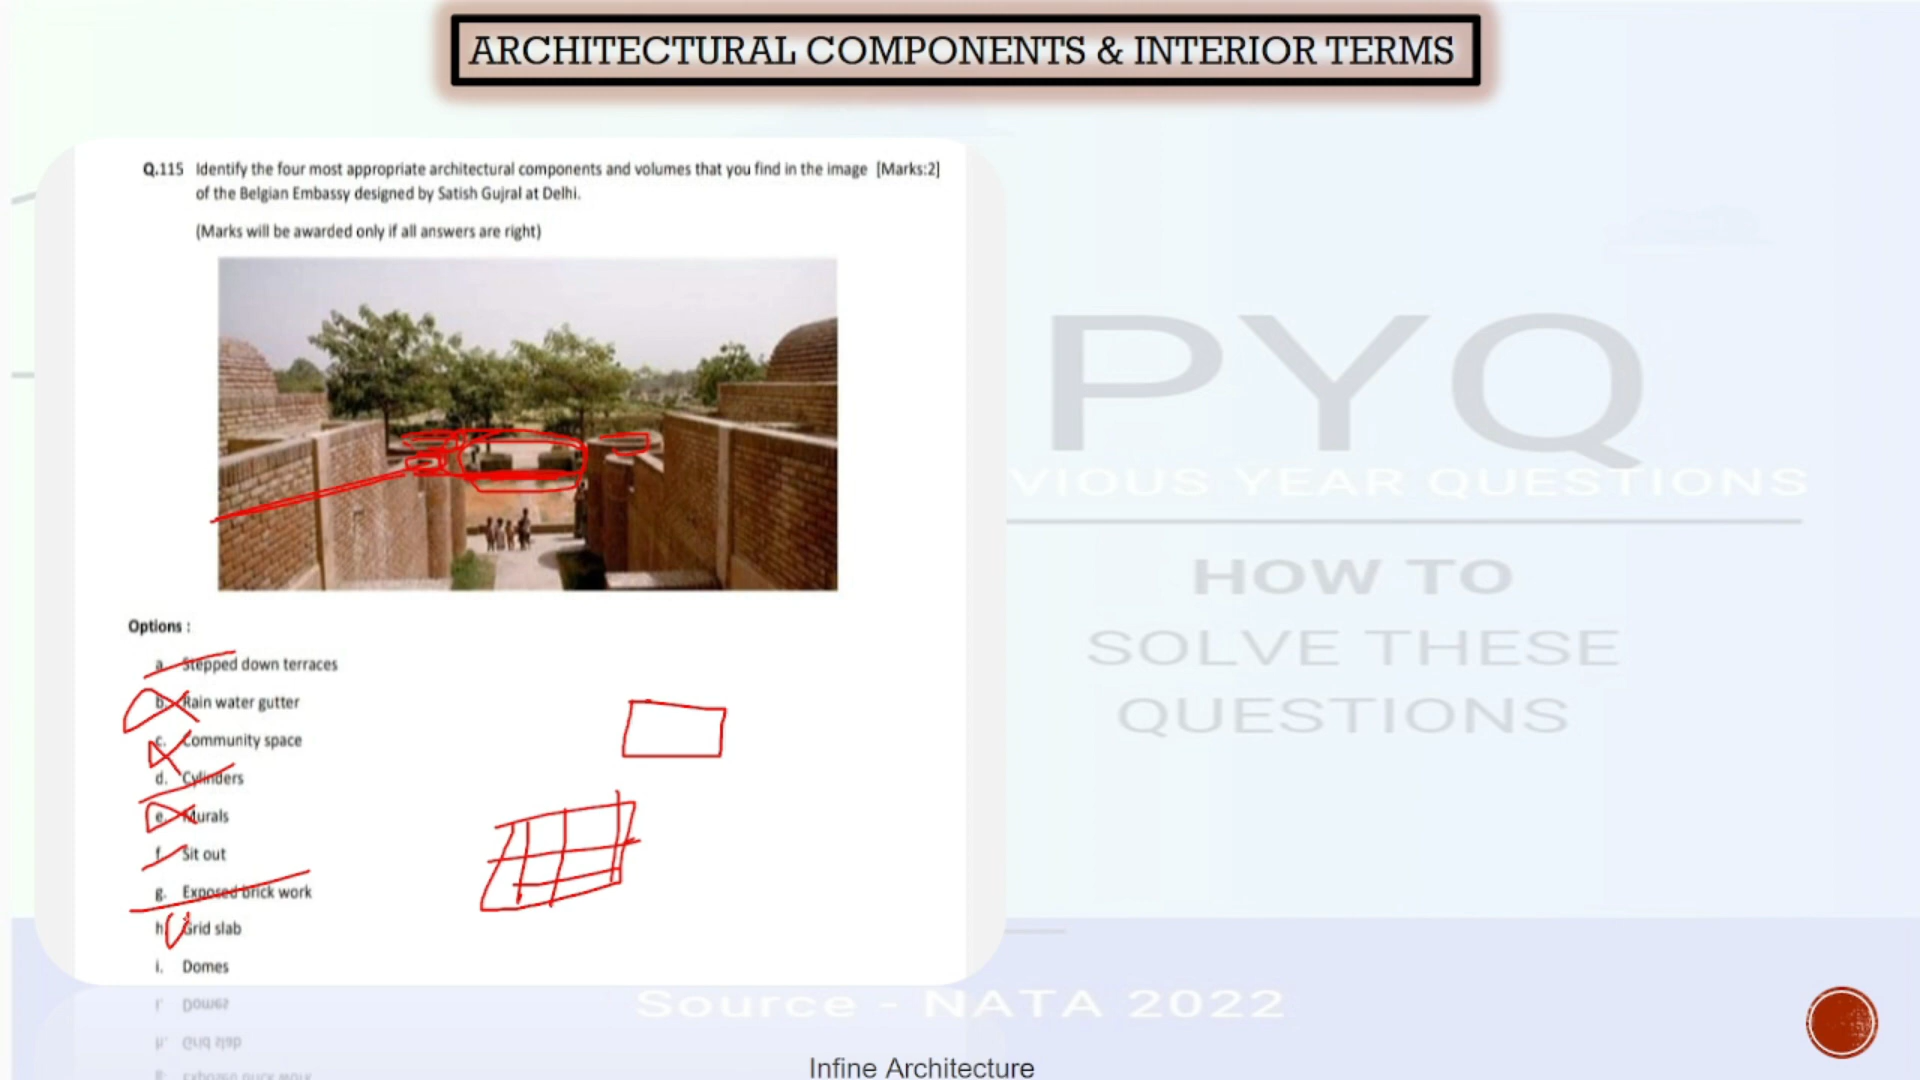 ARCHITECTURAL COMPONENTS & INTERIOR TERMS
Q.115 Identify the four most appropriate architectural components and volumes that you find in the image [Marks:2]
of the Belgian Embassy designed by Satish Gujral at Delhi.
(Marks will be awarded only if all answers are right)
Options :
a. Stepped down terraces
b. Rain water gutter
c. Community space
d. Cylinders
e. Murals
f. Sit out
g. Exposed brick work
h. Grid slab
i. Domes
PYQ
VIOUS YEAR QUESTIONS
HOW TO
SOLVE THESE
QUESTIONS
Source - NATA 2022
Infine Architecture